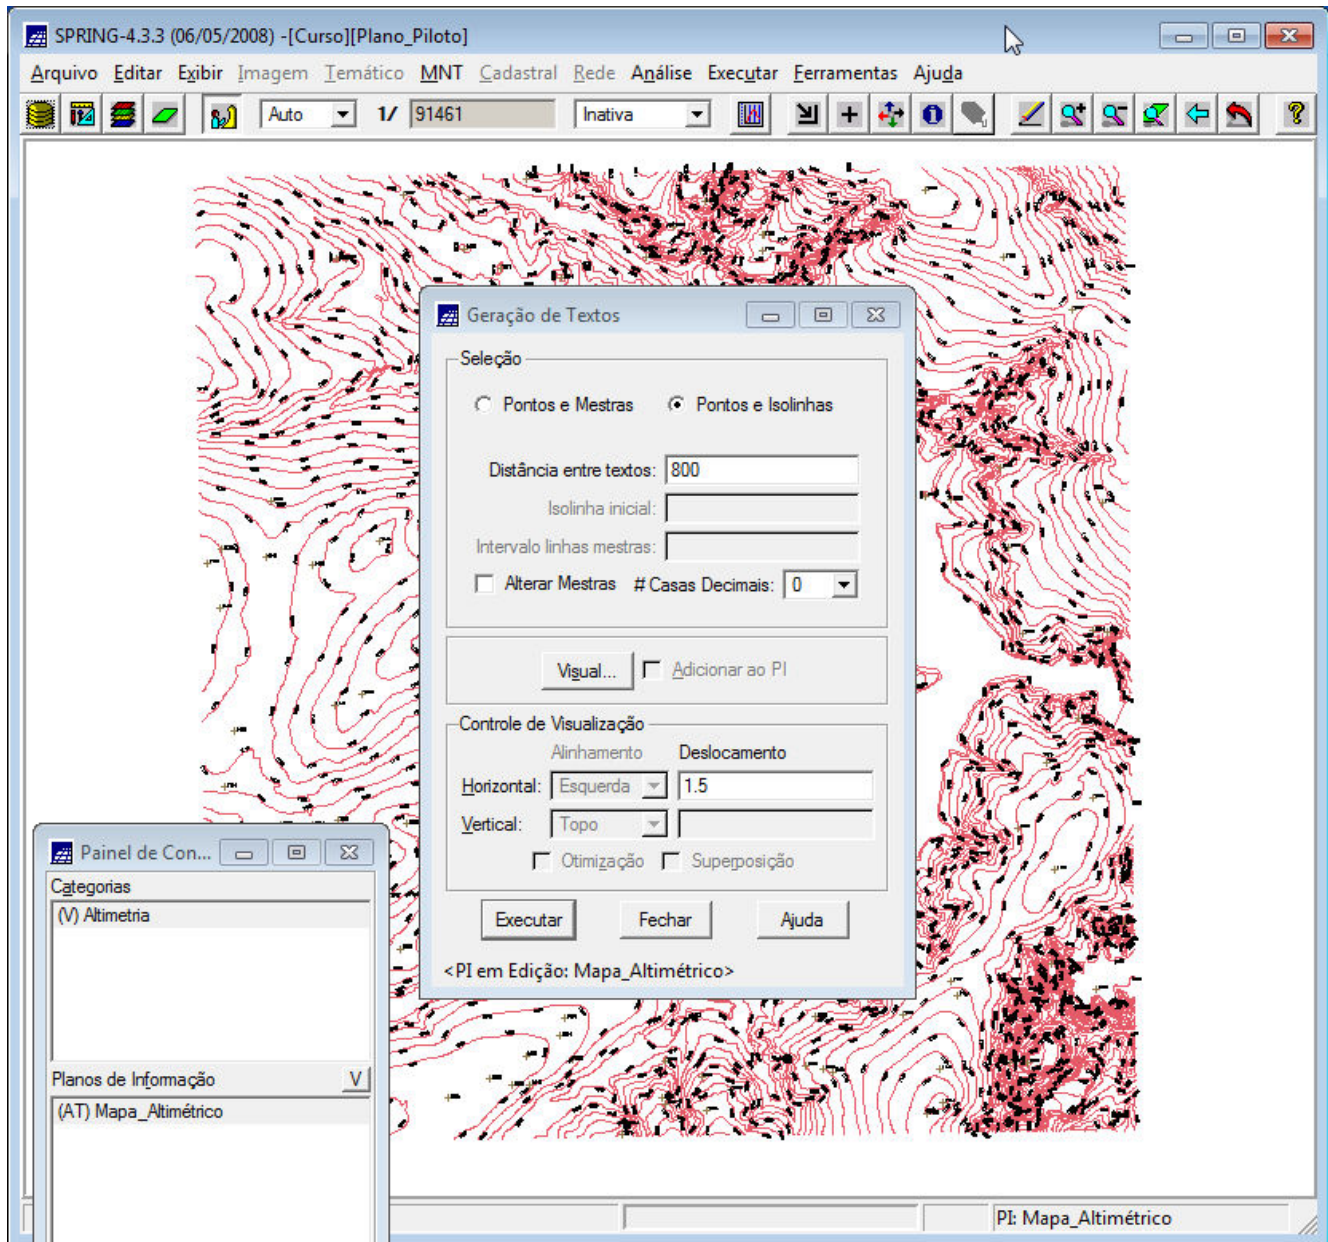 SPRING-4.3.3 (06/05/2008) -[Curso][Plano_Piloto]
Arquivo Editar Exibir Imagem Temático MNT Cadastral Rede Análise Executar Ferramentas Ajuda
Auto 1/ 91461 Inativa
Geração de Textos
Seleção
Pontos e Mestras Pontos e Isolinhas
Distância entre textos: 800
Isolinha inicial:
Intervalo linhas mestras:
Alterar Mestras # Casas Decimais: 0
Visual... Adicionar ao PI
Controle de Visualização
Alinhamento Deslocamento
Horizontal: Esquerda 1.5
Vertical: Topo
Otimização Superposição
Executar Fechar Ajuda
<PI em Edição: Mapa_Altimétrico>
Painel de Con...
Categorias
(V) Altimetria
Planos de Informação V
(AT) Mapa_Altimétrico
PI: Mapa_Altimétrico